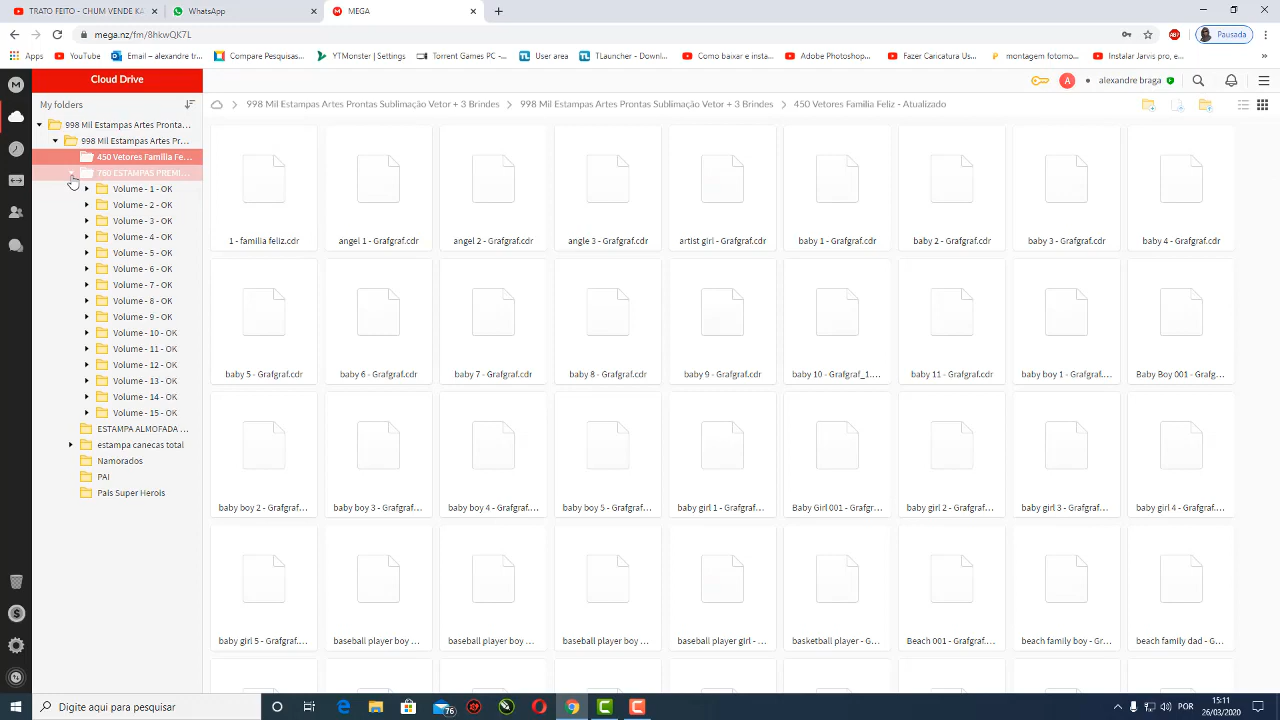 TRATO FEITO - CHUM VENDE KA
WhatsApp
MEGA
mega.nz/fm/8hkwQK7L
Pausada
Apps
YouTube
Email – alexandre tr...
Compare Pesquisas...
YTMonster | Settings
Torrent Games PC -...
User area
TLauncher - Downl...
Como vectorizar a...
Adobe Photoshop...
Fazer Caricatura Us...
montagem fotomo...
Instalar Jarvis pro, e...
Cloud Drive
alexandre braga
My folders
998 Mil Estampas Artes Prontas Sublimação Vetor + 3 Brindes
998 Mil Estampas Artes Prontas Sublimação Vetor + 3 Brindes
450 Vetores Família Feliz - Atualizado
998 Mil Estampas Artes Pronta...
998 Mil Estampas Artes Pr...
450 Vetores Família Fe...
760 ESTAMPAS PREMI...
Volume - 1 - OK
Volume - 2 - OK
Volume - 3 - OK
Volume - 4 - OK
Volume - 5 - OK
Volume - 6 - OK
Volume - 7 - OK
Volume - 8 - OK
Volume - 9 - OK
Volume - 10 - OK
Volume - 11 - OK
Volume - 12 - OK
Volume - 13 - OK
Volume - 14 - OK
Volume - 15 - OK
ESTAMPA ALMOFADA ...
estampa canecas total
Namorados
PAI
Pais Super Herois
1 - familia feliz.cdr
angel 1 - Grafgraf.cdr
angel 2 - Grafgraf.cdr
angle 3 - Grafgraf.cdr
artist girl - Grafgraf.cdr
baby 1 - Grafgraf.cdr
baby 2 - Grafgraf.cdr
baby 3 - Grafgraf.cdr
baby 4 - Grafgraf.cdr
baby 5 - Grafgraf.cdr
baby 6 - Grafgraf.cdr
baby 7 - Grafgraf.cdr
baby 8 - Grafgraf.cdr
baby 9 - Grafgraf.cdr
baby 10 - Grafgraf_1....
baby 11 - Grafgraf.cdr
baby boy 1 - Grafgraf....
Baby Boy 001 - Grafg...
baby boy 2 - Grafgraf....
baby boy 3 - Grafgraf....
baby boy 4 - Grafgraf....
baby boy 5 - Grafgraf....
baby girl 1 - Grafgraf....
Baby Girl 001 - Grafgr...
baby girl 2 - Grafgraf....
baby girl 3 - Grafgraf....
baby girl 4 - Grafgraf....
baby girl 5 - Grafgraf....
baseball player boy ...
baseball player boy ...
baseball player boy ...
baseball player girl - ...
basketball player - G...
Beach 001 - Grafgraf....
beach family boy - Gr...
beach family dad - G...
Digite aqui para pesquisar
76
POR
15:11
26/03/2020